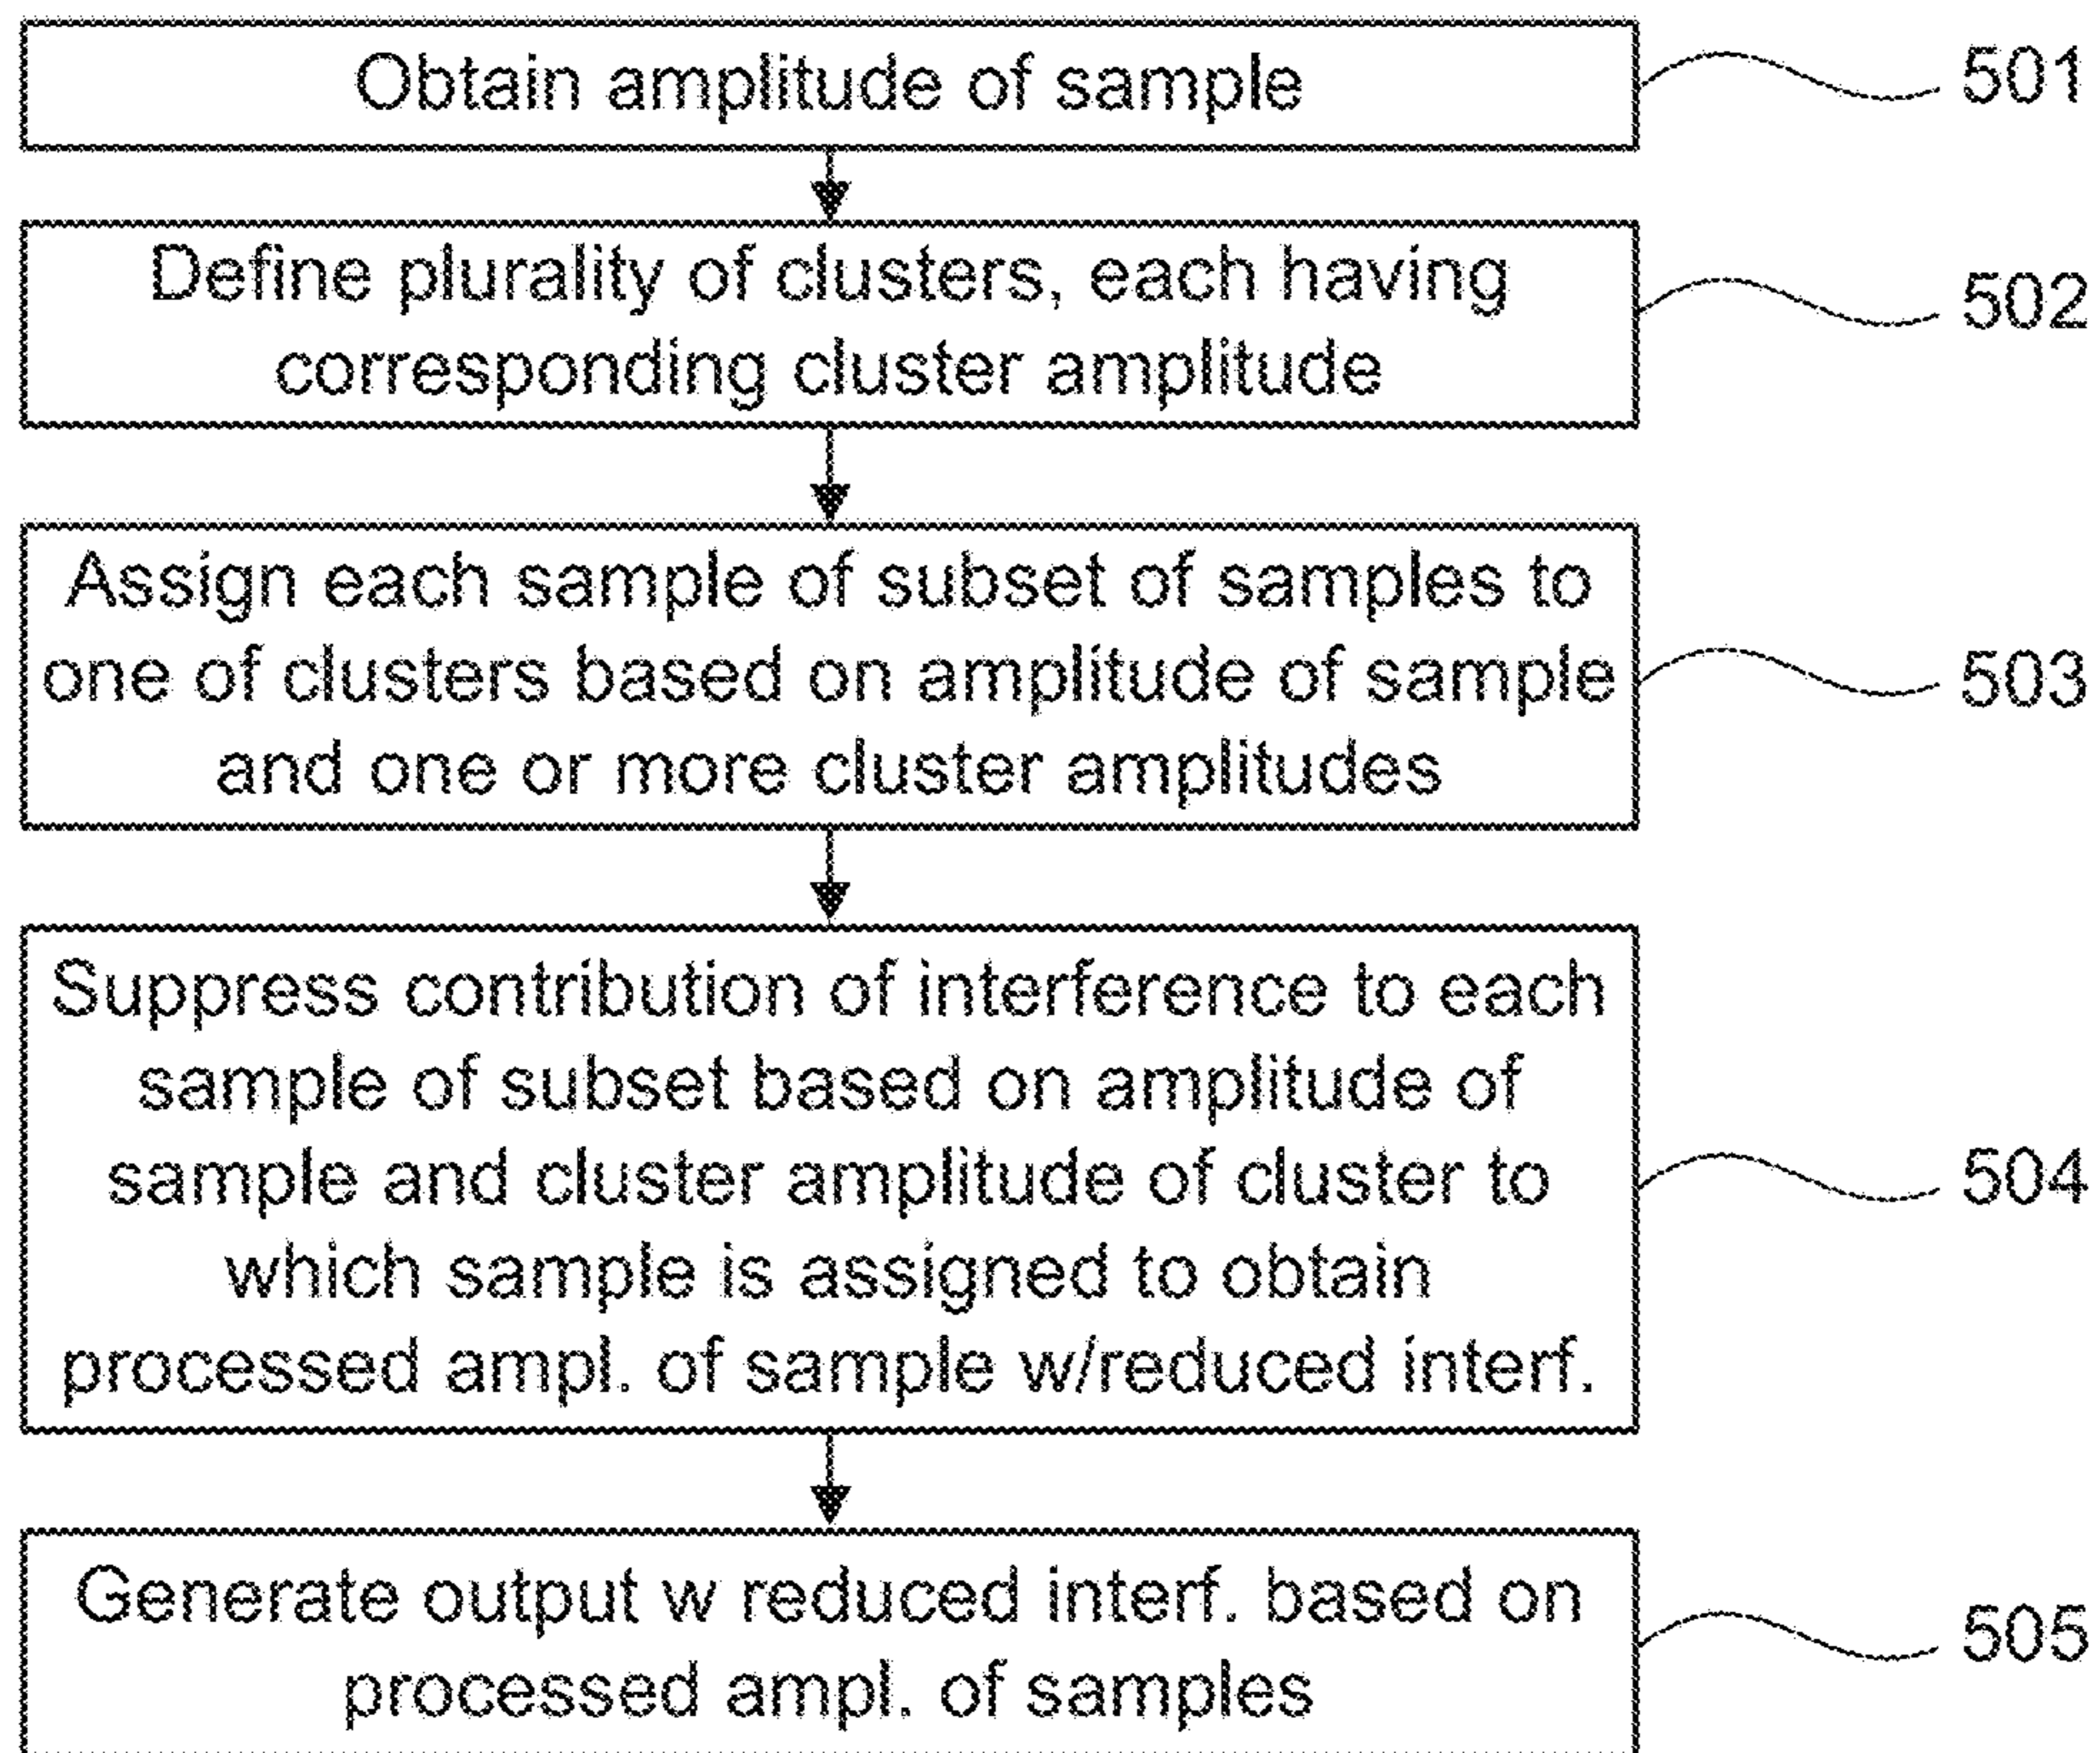 Obtain amplitude of sample
501
Define plurality of clusters, each having
corresponding cluster amplitude
502
Assign each sample of subset of samples to
one of clusters based on amplitude of sample
and one or more cluster amplitudes
503
Suppress contribution of interference to each
sample of subset based on amplitude of
sample and cluster amplitude of cluster to
which sample is assigned to obtain
processed ampl. of sample w/reduced interf.
504
Generate output w reduced interf. based on
processed ampl. of samples
505